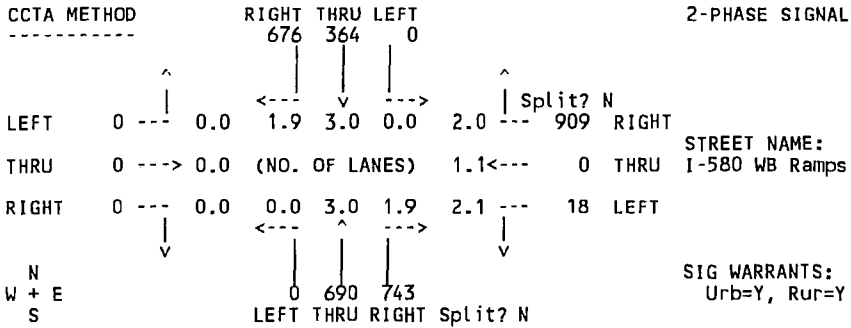 CCTA METHOD RIGHT THRU LEFT 2-PHASE SIGNAL
----------- 676 364 0
^ ^
<--- v ---> Split? N
LEFT 0 --- 0.0 1.9 3.0 0.0 2.0 --- 909 RIGHT
STREET NAME:
THRU 0 ---> 0.0 (NO. OF LANES) 1.1<--- 0 THRU I-580 WB Ramps
RIGHT 0 --- 0.0 0.0 3.0 1.9 2.1 --- 18 LEFT
<--- ^ --->
v v
N SIG WARRANTS:
W + E 0 690 743 Urb=Y, Rur=Y
S LEFT THRU RIGHT Split? N